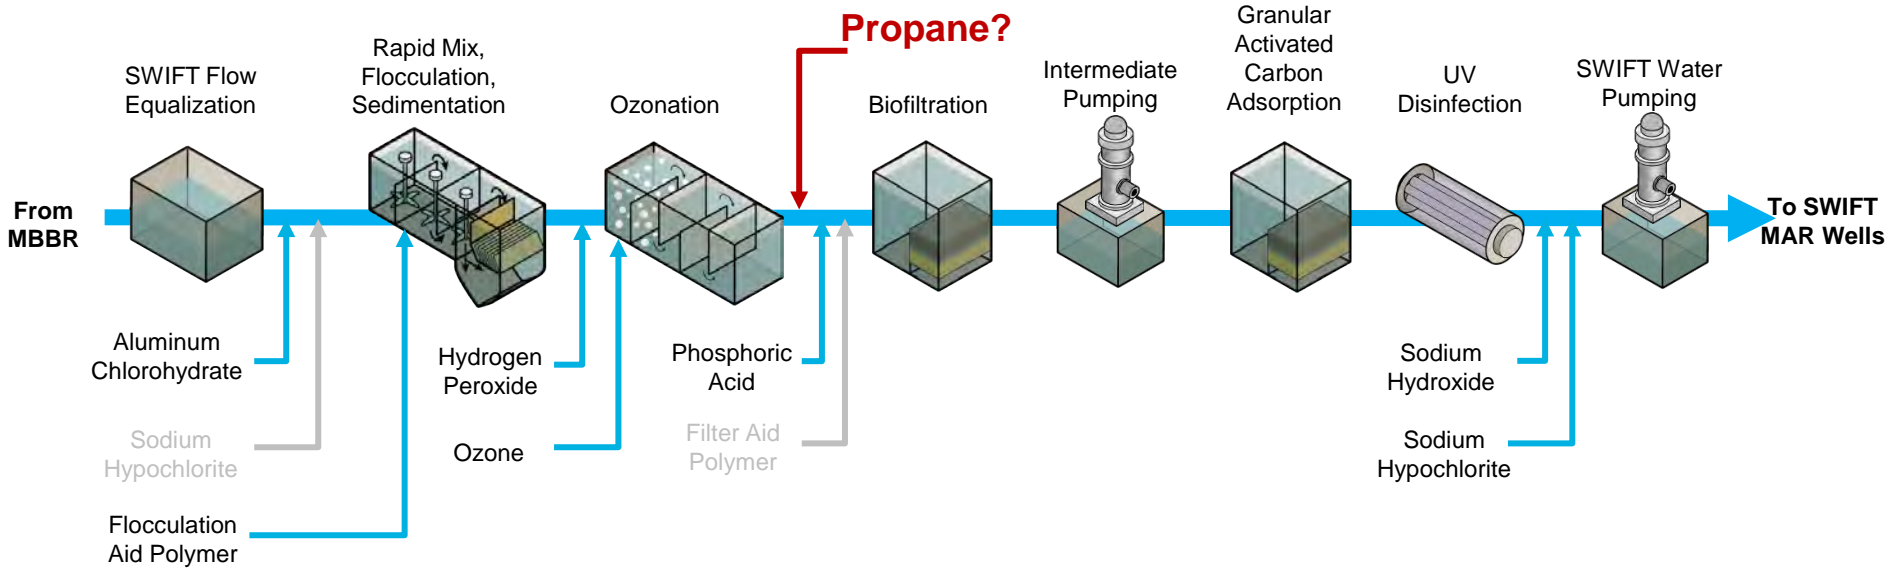 Propane?
SWIFT Flow
Equalization
Rapid Mix,
Flocculation,
Sedimentation
Ozonation
Biofiltration
Intermediate
Pumping
Granular
Activated
Carbon
Adsorption
UV
Disinfection
SWIFT Water
Pumping
From
MBBR
To SWIFT
MAR Wells
Aluminum
Chlorohydrate
Sodium
Hypochlorite
Flocculation
Aid Polymer
Hydrogen
Peroxide
Ozone
Phosphoric
Acid
Filter Aid
Polymer
Sodium
Hydroxide
Sodium
Hypochlorite